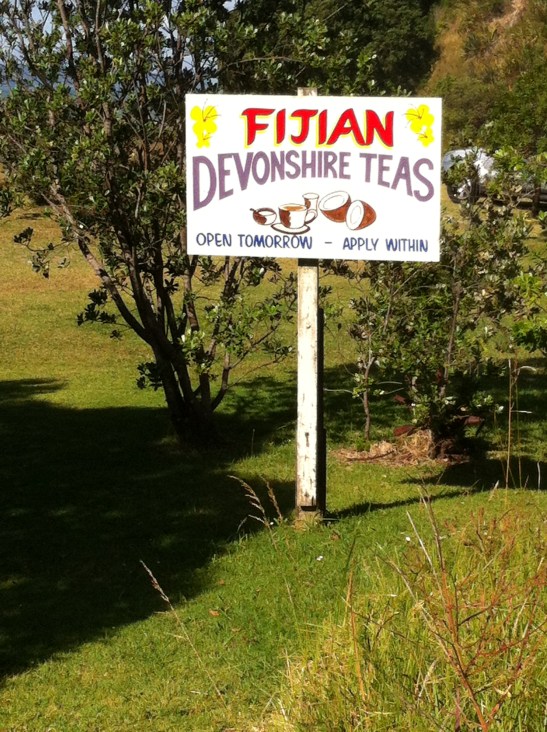 FIJIAN
DEVONSHIRE TEAS
OPEN TOMORROW - APPLY WITHIN